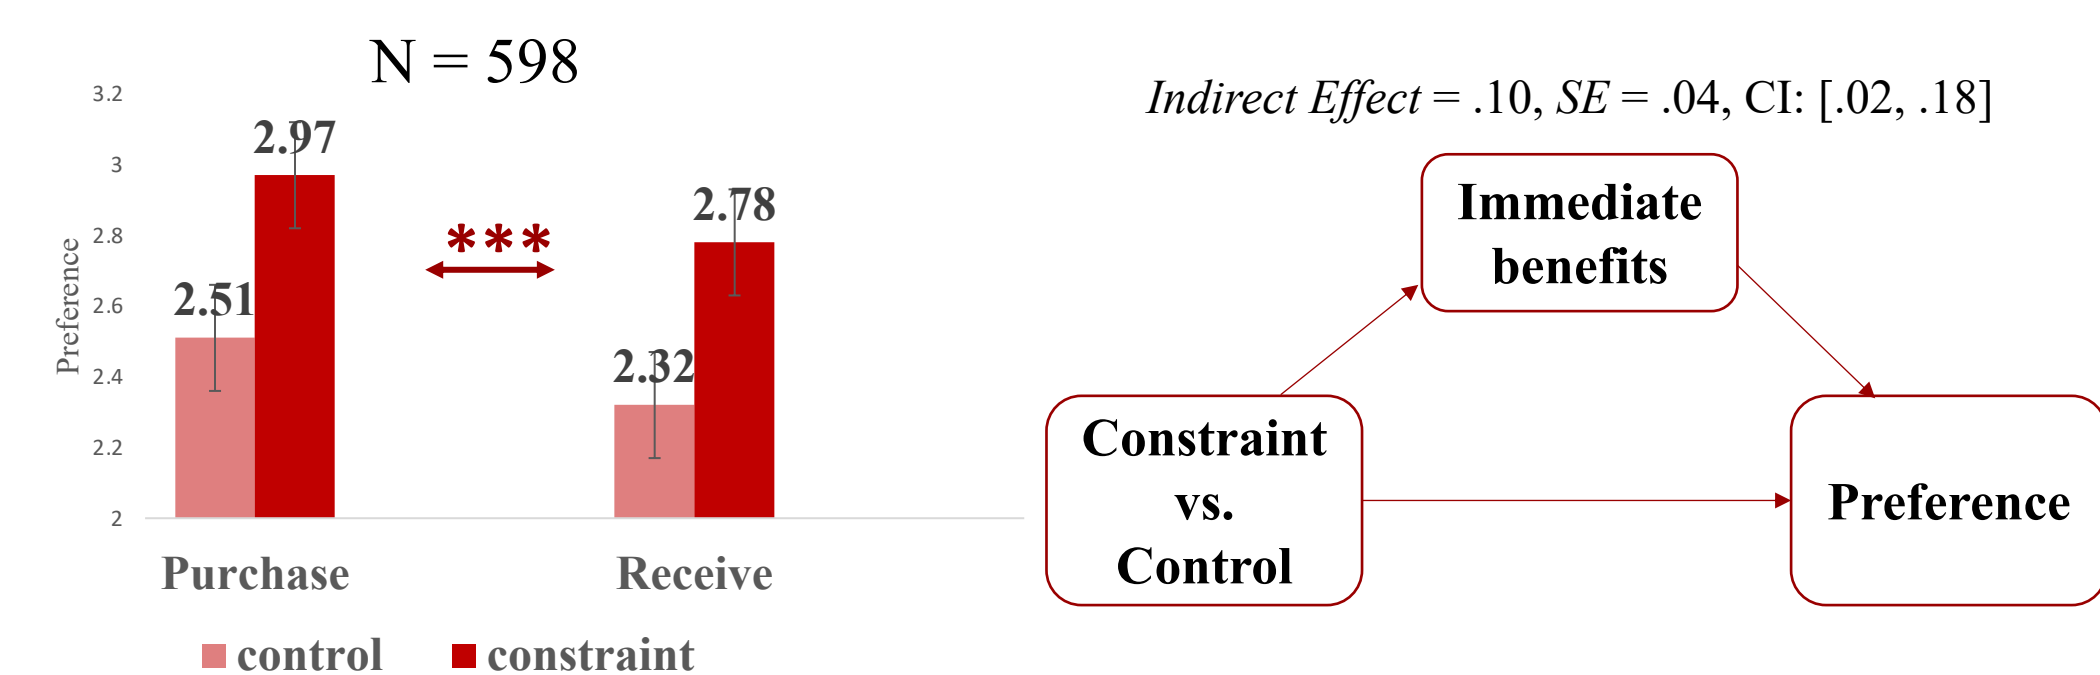 N = 598
3.2
3
2.8
2.6
2.4
2.2
2
Preference
2.51
2.97
***
2.32
2.78
Purchase
Receive
control
constraint
Indirect Effect = .10, SE = .04, CI: [.02, .18]
Immediate
benefits
Constraint
vs.
Control
Preference